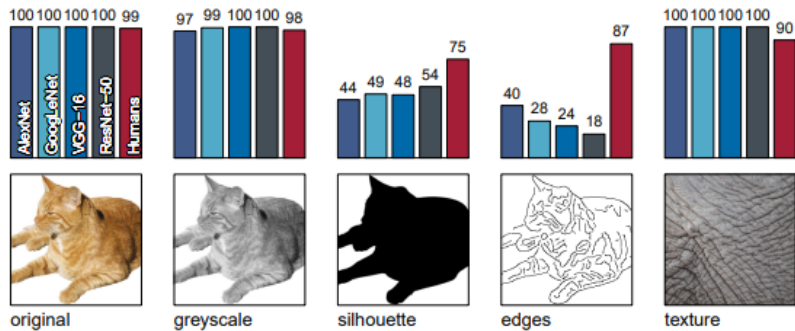 100 100 100 100 99
AlexNet
GoogLeNet
VGG-16
ResNet-50
Humans
97 99 100 100 98
44 49 48 54 75
40 28 24 18 87
100 100 100 100 90
original
greyscale
silhouette
edges
texture